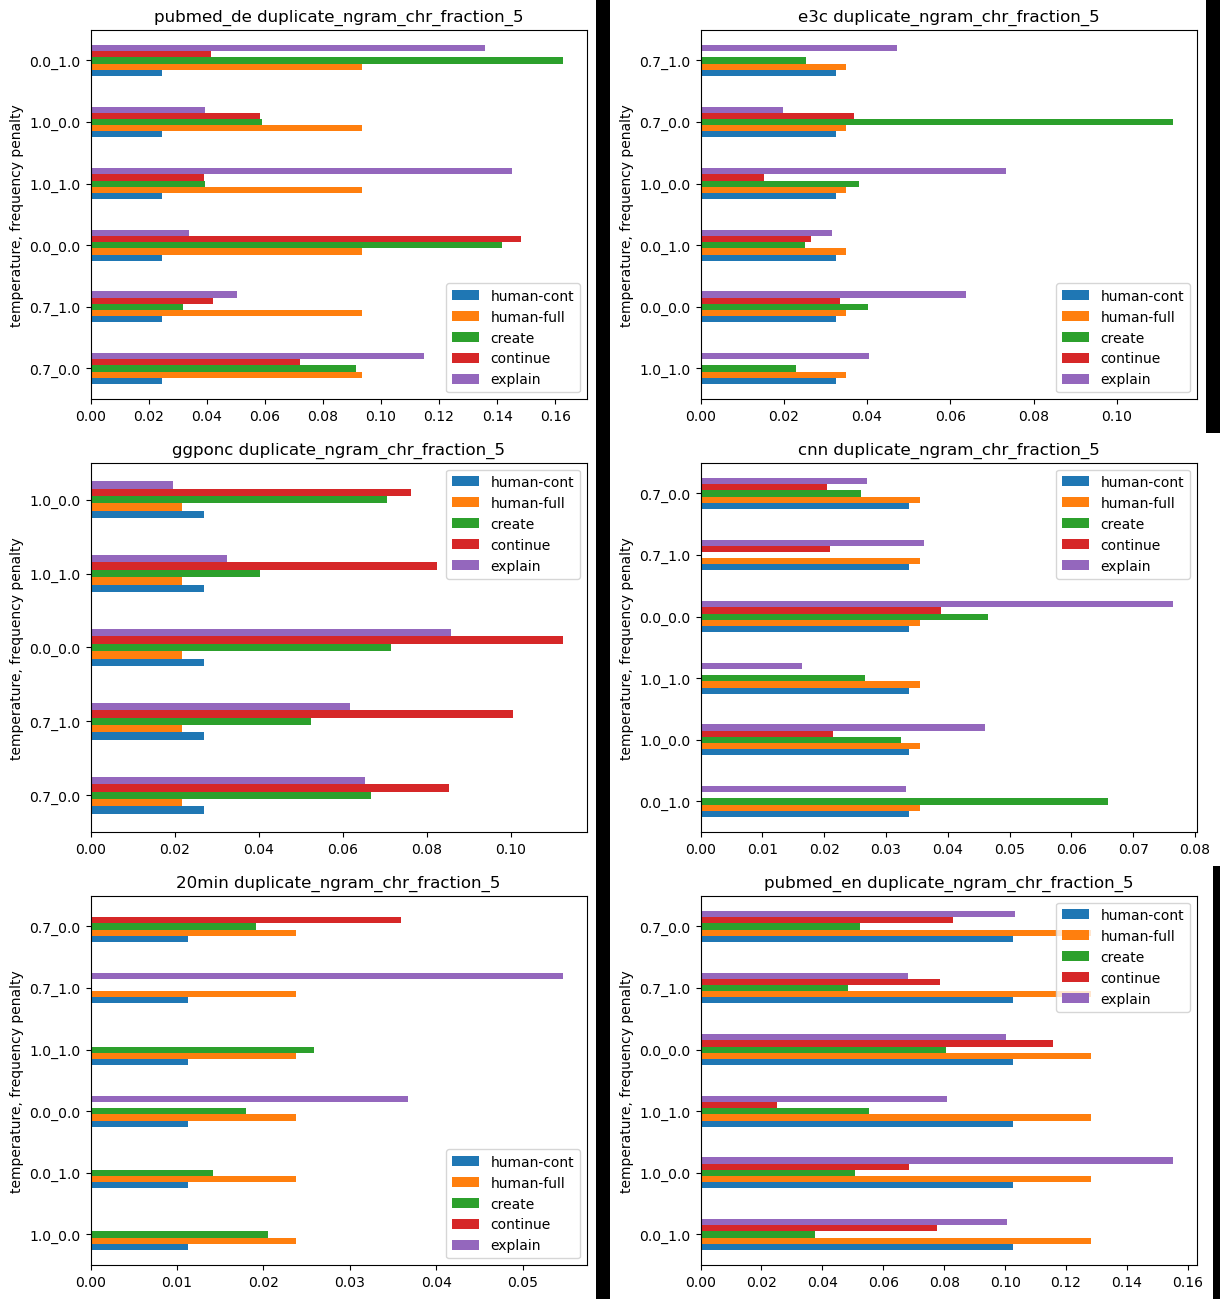 pubmed_de duplicate_ngram_chr_fraction_5
temperature, frequency penalty
0.0_1.0
1.0_0.0
1.0_1.0
0.0_0.0
0.7_1.0
0.7_0.0
human-cont
human-full
create
continue
explain
0.00 0.02 0.04 0.06 0.08 0.10 0.12 0.14 0.16
e3c duplicate_ngram_chr_fraction_5
temperature, frequency penalty
0.7_1.0
0.7_0.0
1.0_0.0
0.0_1.0
0.0_0.0
1.0_1.0
human-cont
human-full
create
continue
explain
0.00 0.02 0.04 0.06 0.08 0.10
ggponc duplicate_ngram_chr_fraction_5
temperature, frequency penalty
1.0_0.0
1.0_1.0
0.0_0.0
0.7_1.0
0.7_0.0
human-cont
human-full
create
continue
explain
0.00 0.02 0.04 0.06 0.08 0.10
cnn duplicate_ngram_chr_fraction_5
temperature, frequency penalty
0.7_0.0
0.7_1.0
0.0_0.0
1.0_1.0
1.0_0.0
0.0_1.0
human-cont
human-full
create
continue
explain
0.00 0.01 0.02 0.03 0.04 0.05 0.06 0.07 0.08
20min duplicate_ngram_chr_fraction_5
temperature, frequency penalty
0.7_0.0
0.7_1.0
1.0_1.0
0.0_0.0
0.0_1.0
1.0_0.0
human-cont
human-full
create
continue
explain
0.00 0.01 0.02 0.03 0.04 0.05
pubmed_en duplicate_ngram_chr_fraction_5
temperature, frequency penalty
0.7_0.0
0.7_1.0
0.0_0.0
1.0_1.0
1.0_0.0
0.0_1.0
human-cont
human-full
create
continue
explain
0.00 0.02 0.04 0.06 0.08 0.10 0.12 0.14 0.16